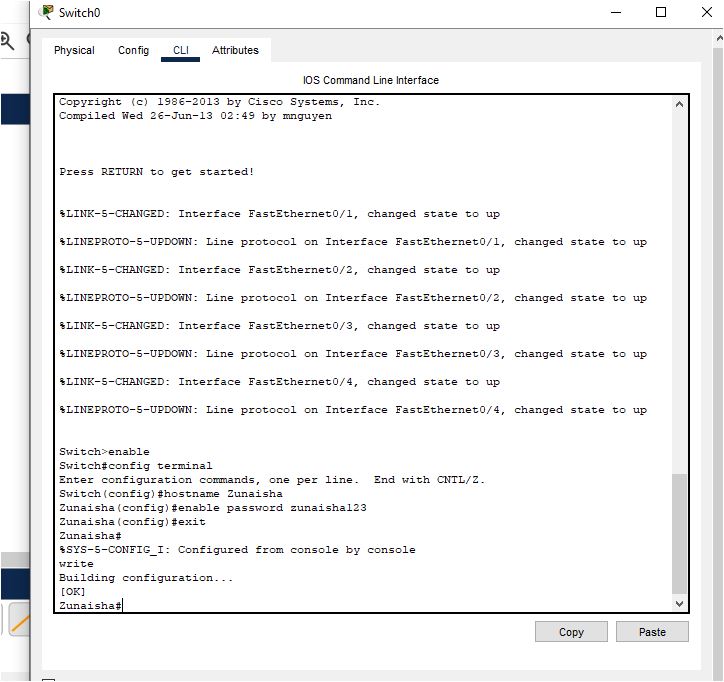 Switch0
Physical Config CLI Attributes
IOS Command Line Interface
Copyright (c) 1986-2013 by Cisco Systems, Inc.
Compiled Wed 26-Jun-13 02:49 by mnguyen
Press RETURN to get started!
%LINK-5-CHANGED: Interface FastEthernet0/1, changed state to up
%LINEPROTO-5-UPDOWN: Line protocol on Interface FastEthernet0/1, changed state to up
%LINK-5-CHANGED: Interface FastEthernet0/2, changed state to up
%LINEPROTO-5-UPDOWN: Line protocol on Interface FastEthernet0/2, changed state to up
%LINK-5-CHANGED: Interface FastEthernet0/3, changed state to up
%LINEPROTO-5-UPDOWN: Line protocol on Interface FastEthernet0/3, changed state to up
%LINK-5-CHANGED: Interface FastEthernet0/4, changed state to up
%LINEPROTO-5-UPDOWN: Line protocol on Interface FastEthernet0/4, changed state to up
Switch>enable
Switch#config terminal
Enter configuration commands, one per line.  End with CNTL/Z.
Switch(config)#hostname Zunaisha
Zunaisha(config)#enable password zunaisha123
Zunaisha(config)#exit
Zunaisha#
%SYS-5-CONFIG_I: Configured from console by console
write
Building configuration...
[OK]
Zunaisha#
Copy Paste